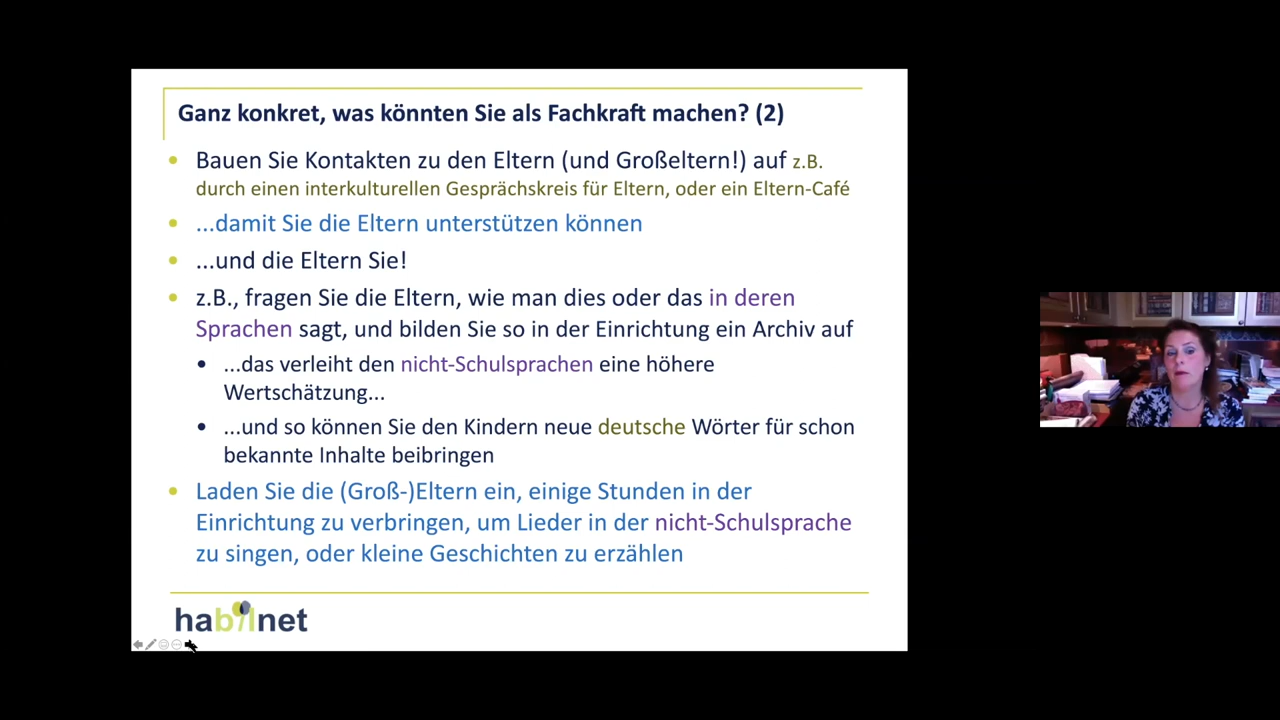 Ganz konkret, was könnten Sie als Fachkraft machen? (2)
• Bauen Sie Kontakten zu den Eltern (und Großeltern!) auf z.B.
durch einen interkulturellen Gesprächskreis für Eltern, oder ein Eltern-Café
• ...damit Sie die Eltern unterstützen können
• ...und die Eltern Sie!
• z.B., fragen Sie die Eltern, wie man dies oder das in deren
Sprachen sagt, und bilden Sie so in der Einrichtung ein Archiv auf
• ...das verleiht den nicht-Schulsprachen eine höhere
Wertschätzung...
• ...und so können Sie den Kindern neue deutsche Wörter für schon
bekannte Inhalte beibringen
• Laden Sie die (Groß-)Eltern ein, einige Stunden in der
Einrichtung zu verbringen, um Lieder in der nicht-Schulsprache
zu singen, oder kleine Geschichten zu erzählen
habilnet